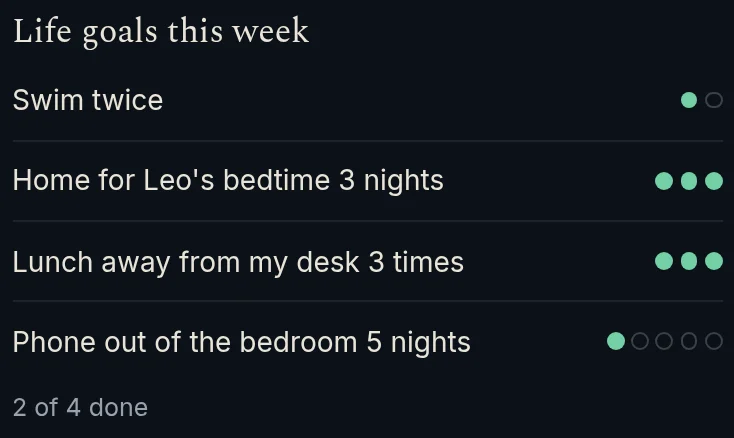 Life goals this week
Swim twice
Home for Leo's bedtime 3 nights
Lunch away from my desk 3 times
Phone out of the bedroom 5 nights
2 of 4 done